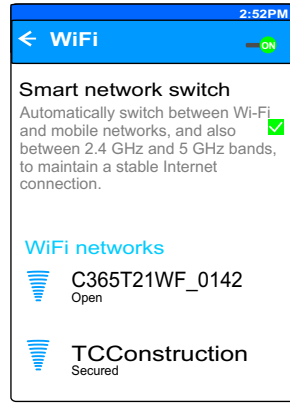 2:52PM
WiFi
ON
Smart network switch
Automatically switch between Wi-Fi
and mobile networks, and also
between 2.4 GHz and 5 GHz bands,
to maintain a stable Internet
connection.
WiFi networks
C365T21WF_0142
Open
TCConstruction
Secured